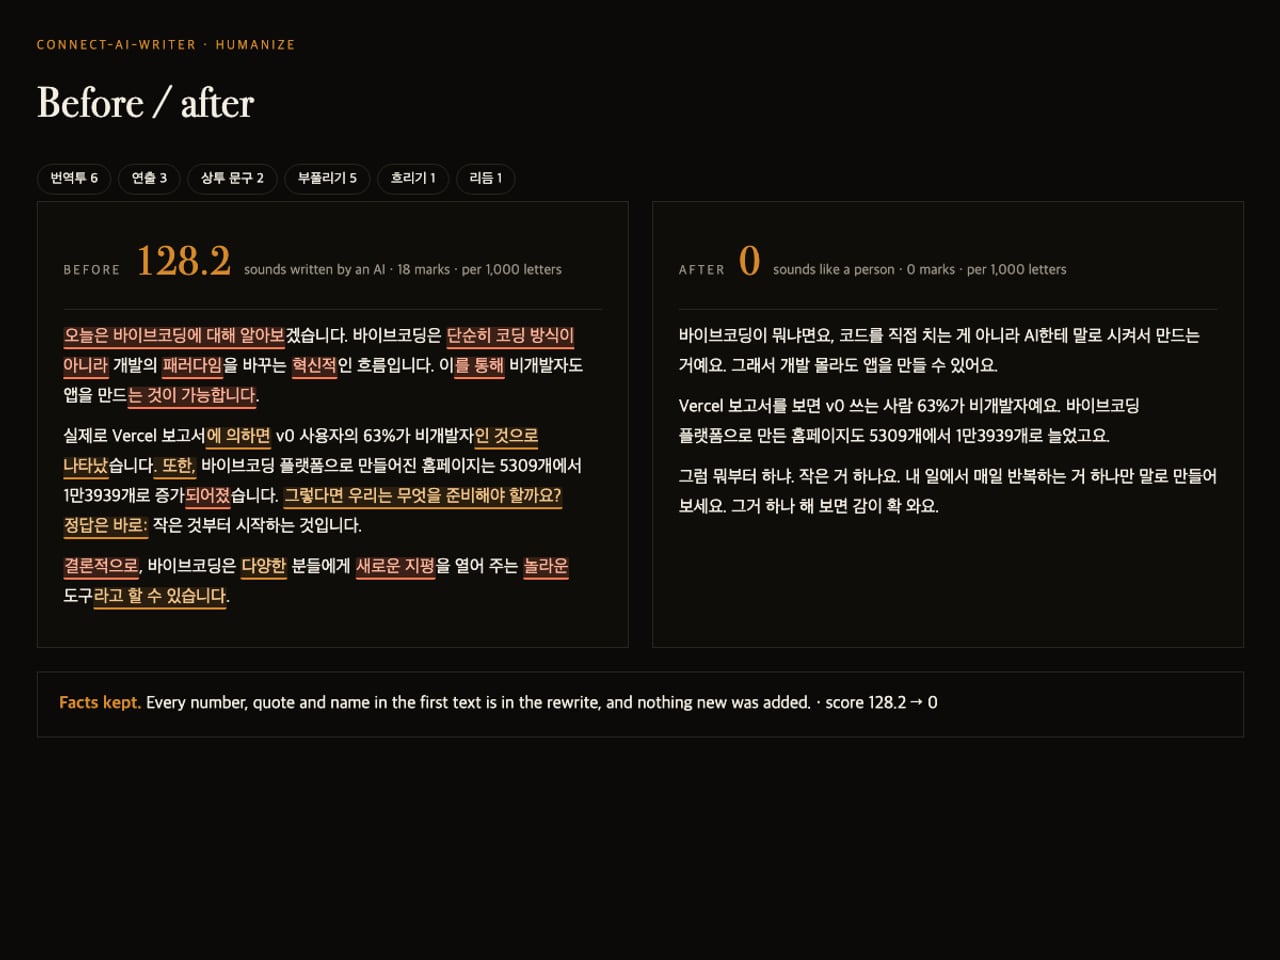 CONNECT-AI-WRITER · HUMANIZE
Before / after
번역투 6
연출 3
상투 문구 2
부풀리기 5
흐리기 1
리듬 1
BEFORE 128.2 sounds written by an AI · 18 marks · per 1,000 letters
오늘은 바이브코딩에 대해 알아보겠습니다. 바이브코딩은 단순히 코딩 방식이
아니라 개발의 패러다임을 바꾸는 혁신적인 흐름입니다. 이를 통해 비개발자도
앱을 만드는 것이 가능합니다.
실제로 Vercel 보고서에 의하면 v0 사용자의 63%가 비개발자인 것으로
나타났습니다. 또한, 바이브코딩 플랫폼으로 만들어진 홈페이지는 5309개에서
1만3939개로 증가되어졌습니다. 그렇다면 우리는 무엇을 준비해야 할까요?
정답은 바로: 작은 것부터 시작하는 것입니다.
결론적으로, 바이브코딩은 다양한 분들에게 새로운 지평을 열어 주는 놀라운
도구라고 할 수 있습니다.
AFTER 0 sounds like a person · 0 marks · per 1,000 letters
바이브코딩이 뭐냐면요, 코드를 직접 치는 게 아니라 AI한테 말로 시켜서 만드는
거예요. 그래서 개발 몰라도 앱을 만들 수 있어요.
Vercel 보고서를 보면 v0 쓰는 사람 63%가 비개발자예요. 바이브코딩
플랫폼으로 만든 홈페이지도 5309개에서 1만3939개로 늘었고요.
그럼 뭐부터 하냐. 작은 거 하나요. 내 일에서 매일 반복하는 거 하나만 말로 만들어
보세요. 그거 하나 해 보면 감이 확 와요.
Facts kept. Every number, quote and name in the first text is in the rewrite, and nothing new was added. · score 128.2 → 0